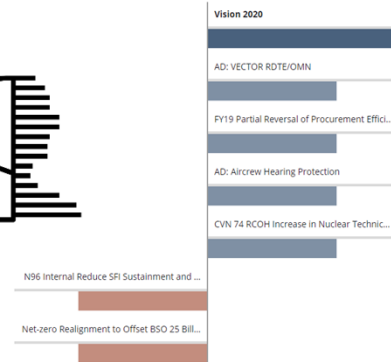 Vision 2020
AD: VECTOR RDTE/OMN
FY19 Partial Reversal of Procurement Effici...
AD: Aircrew Hearing Protection
CVN 74 RCOH Increase in Nuclear Technic...
N96 Internal Reduce SFI Sustainment and ...
Net-zero Realignment to Offset BSO 25 Bill...